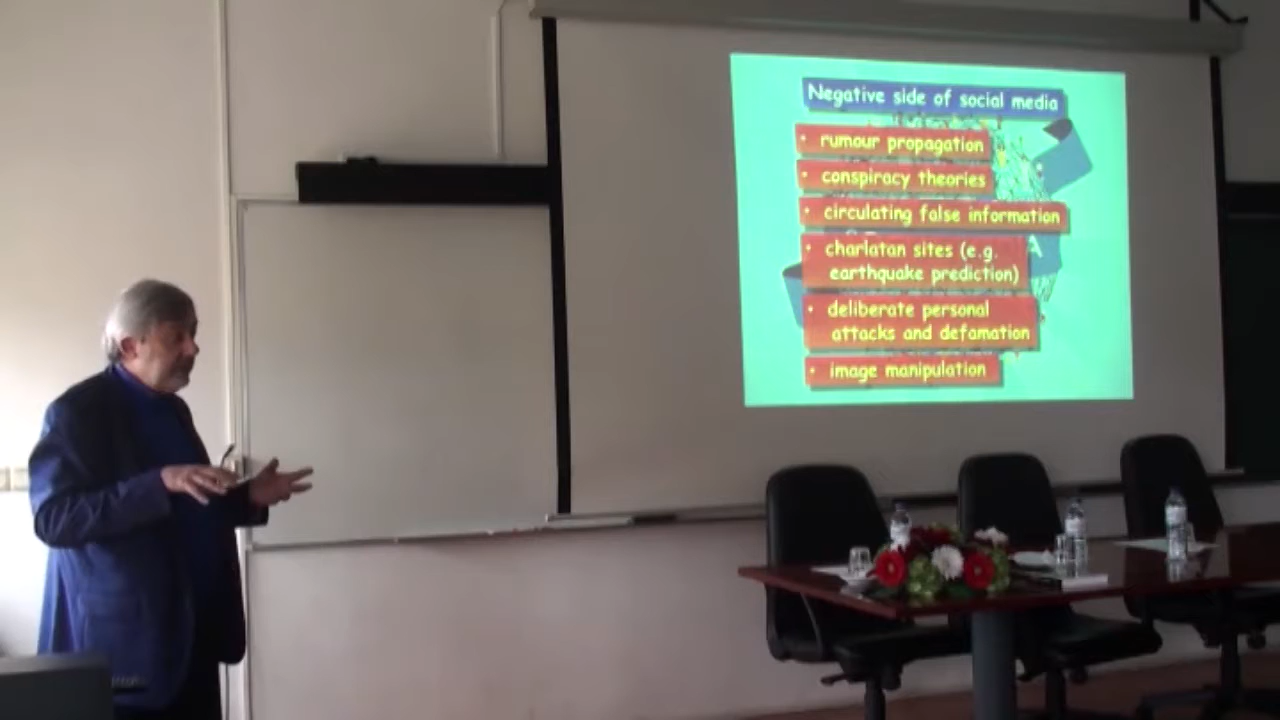 Negative side of social media
• rumour propagation
• conspiracy theories
• circulating false information
• charlatan sites (e.g.
earthquake prediction)
• deliberate personal
attacks and defamation
• image manipulation